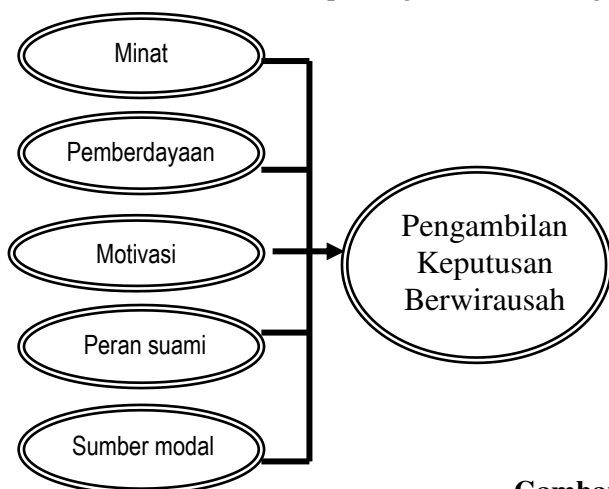 Minat
Pemberdayaan
Motivasi
Peran suami
Sumber modal
Pengambilan
Keputusan
Berwirausah